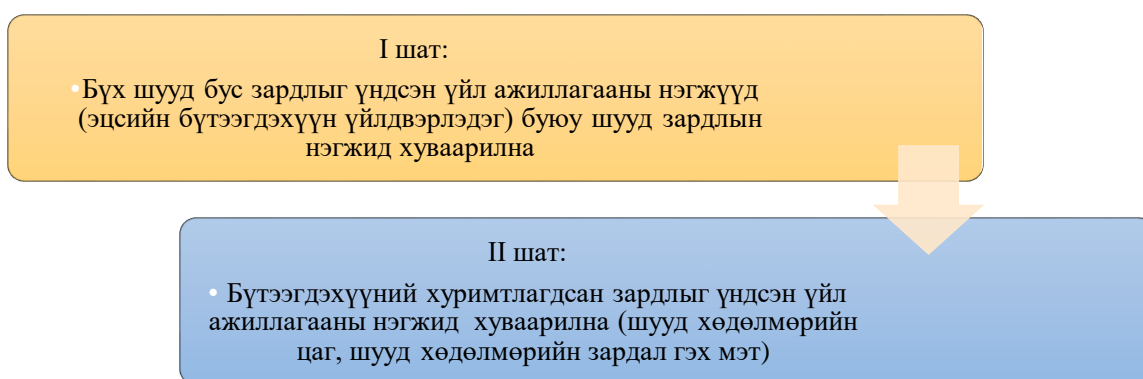 I шат:
•Бүх шууд бус зардлыг үндсэн үйл ажиллагааны нэгжүүд
(эцсийн бүтээгдэхүүн үйлдвэрлэдэг) буюу шууд зардлын
нэгжид хуваарилна
II шат:
• Бүтээгдэхүүний хуримтлагдсан зардлыг үндсэн үйл
ажиллагааны нэгжид хуваарилна (шууд хөдөлмөрийн
цаг, шууд хөдөлмөрийн зардал гэх мэт)